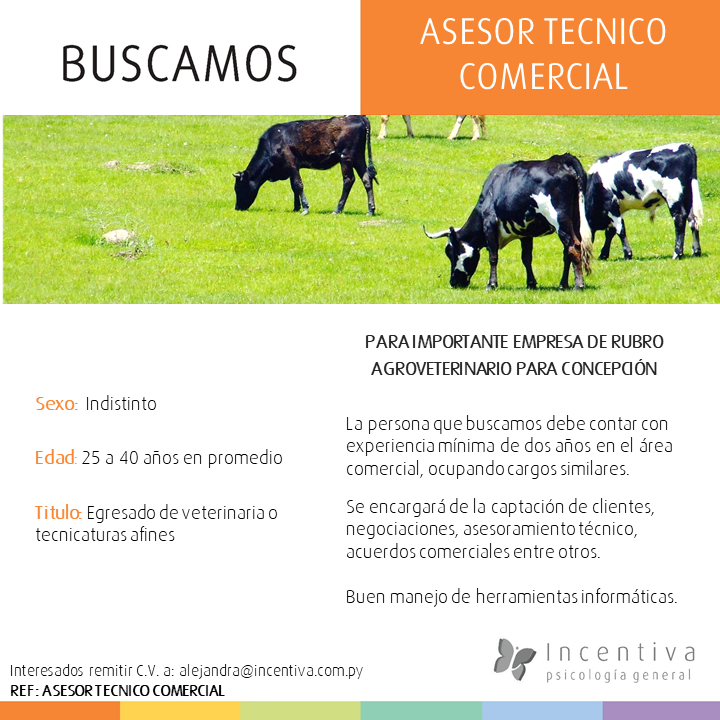 BUSCAMOS
ASESOR TECNICO
COMERCIAL
PARA IMPORTANTE EMPRESA DE RUBRO
AGROVETERINARIO PARA CONCEPCIÓN
Sexo: Indistinto
Edad: 25 a 40 años en promedio
Titulo: Egresado de veterinaria o
tecnicaturas afines
La persona que buscamos debe contar con
experiencia mínima de dos años en el área
comercial, ocupando cargos similares.
Se encargará de la captación de clientes,
negociaciones, asesoramiento técnico,
acuerdos comerciales entre otros.
Buen manejo de herramientas informáticas.
Incentiva
psicología general
Interesados remitir C.V. a: alejandra@incentiva.com.py
REF: ASESOR TECNICO COMERCIAL